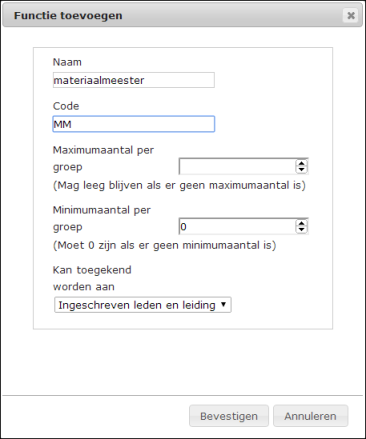 Functie toevoegen
Naam
materiaalmeester
Code
MM
Maximumaantal per
groep
(Mag leeg blijven als er geen maximumaantal is)
Minimumaantal per
groep 0
(Moet 0 zijn als er geen minimumaantal is)
Kan toegekend
worden aan
Ingeschreven leden en leiding
Bevestigen Annuleren